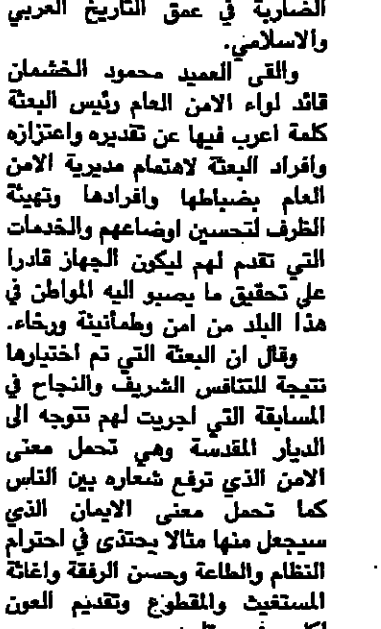 الضاربة في عمق التاريخ العربي
والاسلامي.
والقى العميد محمود الخشمان
قائد لواء الامن العام رئيس البعثة
كلمة اعرب فيها عن تقديره واعتزازه
وافراد البعثة لاهتمام مديرية الامن
العام بضباطها وافرادها وتهيئة
الظرف لتحسين اوضاعهم والخدمات
التي تقدم لهم ليكون الجهاز قادرا
على تحقيق ما يصبو اليه المواطن في
هذا البلد من امن وطمأنينة ورخاء.
وقال ان البعثة التي تم اختيارها
نتيجة للتنافس الشريف والنجاح في
المسابقة التي اجريت لهم تتوجه الى
الديار المقدسة وهي تحمل معنى
الامن الذي ترفع شعاره بين الناس
كما تحمل معنى الايمان الذي
سيجعل منها مثالا يحتذى في احترام
النظام والطاعة وحسن الرفقة واغاثة
المستغيث والمقطوع وتقديم العون